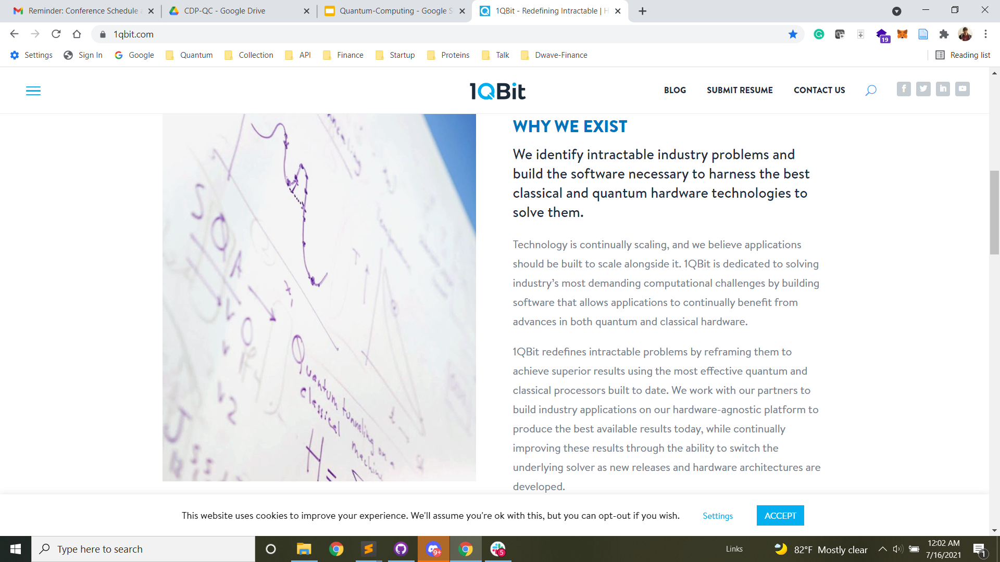 Reminder: Conference Schedule
CDP-QC - Google Drive
Quantum-Computing - Google S
1QBit - Redefining Intractable | H
1qbit.com
19
Settings
Sign In
Google
Quantum
Collection
API
Finance
Startup
Proteins
Talk
Dwave-Finance
Reading list
1QBit
BLOG
SUBMIT RESUME
CONTACT US
SQA
Quantum tunneling on a
classical machine
H =
WHY WE EXIST
We identify intractable industry problems and
build the software necessary to harness the best
classical and quantum hardware technologies to
solve them.
Technology is continually scaling, and we believe applications
should be built to scale alongside it. 1QBit is dedicated to solving
industry’s most demanding computational challenges by building
software that allows applications to continually benefit from
advances in both quantum and classical hardware.
1QBit redefines intractable problems by reframing them to
achieve superior results using the most effective quantum and
classical processors built to date. We work with our partners to
build industry applications on our hardware-agnostic platform to
produce the best available results today, while continually
improving these results through the ability to switch the
underlying solver as new releases and hardware architectures are
developed.
This website uses cookies to improve your experience. We'll assume you're ok with this, but you can opt-out if you wish.
Settings
ACCEPT
Type here to search
9+
5
Links
82°F Mostly clear
12:02 AM
7/16/2021
1